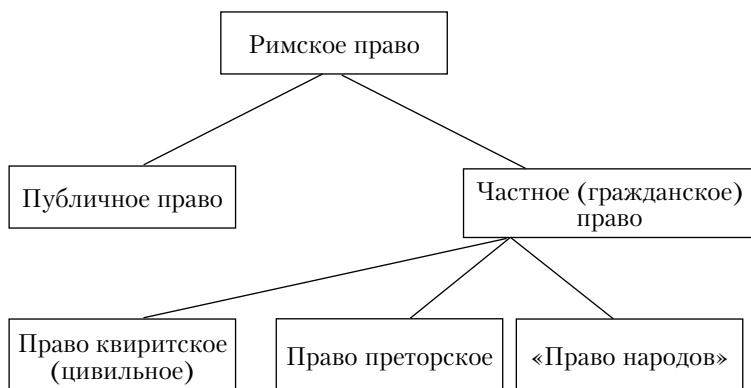 Римское право
Публичное право
Частное (гражданское)
право
Право квиритское
(цивильное)
Право преторское
«Право народов»